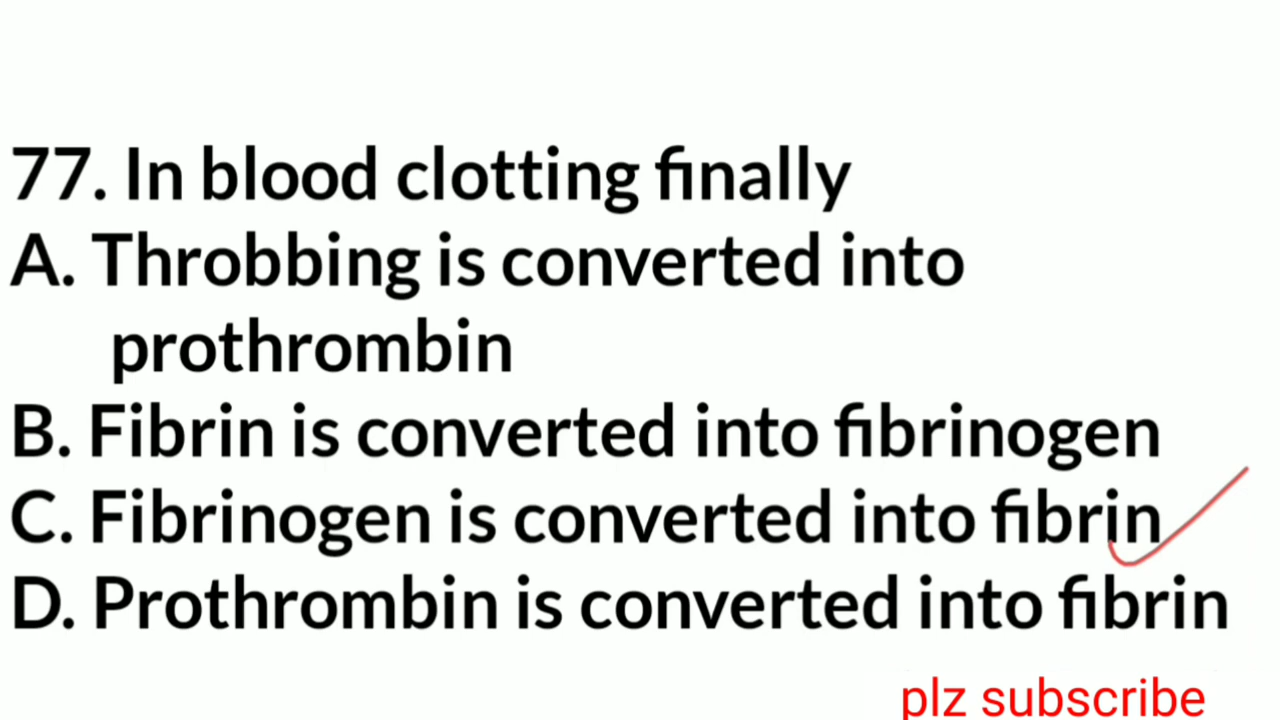 77. In blood clotting finally
A. Throbbing is converted into
prothrombin
B. Fibrin is converted into fibrinogen
C. Fibrinogen is converted into fibrin
D. Prothrombin is converted into fibrin
plz subscribe